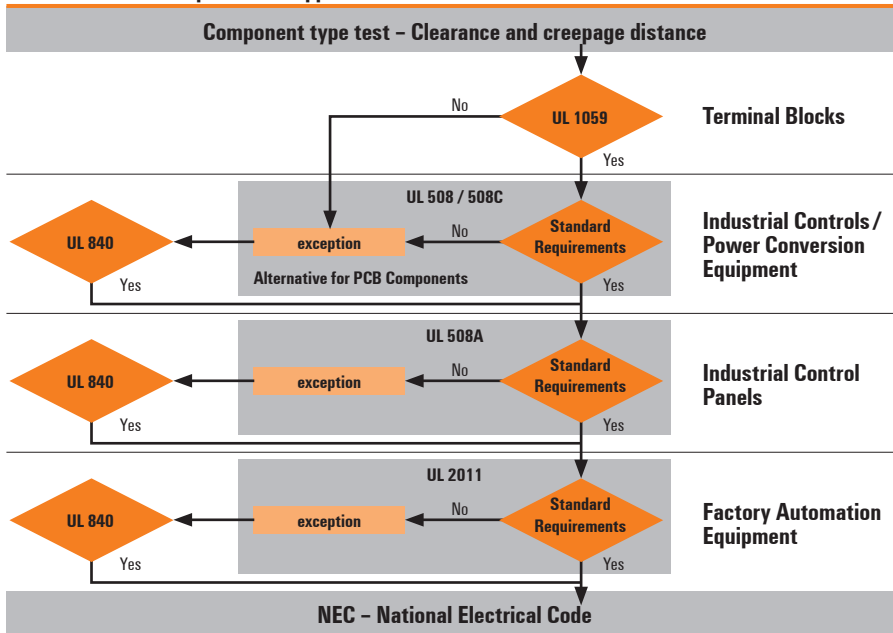 Component type test – Clearance and creepage distance
No
UL 1059
Terminal Blocks
Yes
UL 508 / 508C
UL 840
exception
No
Standard
Requirements
Industrial Controls /
Power Conversion
Equipment
Alternative for PCB Components
Yes
Yes
UL 508A
UL 840
exception
No
Standard
Requirements
Industrial Control
Panels
Yes
Yes
UL 2011
UL 840
exception
No
Standard
Requirements
Factory Automation
Equipment
Yes
Yes
NEC – National Electrical Code